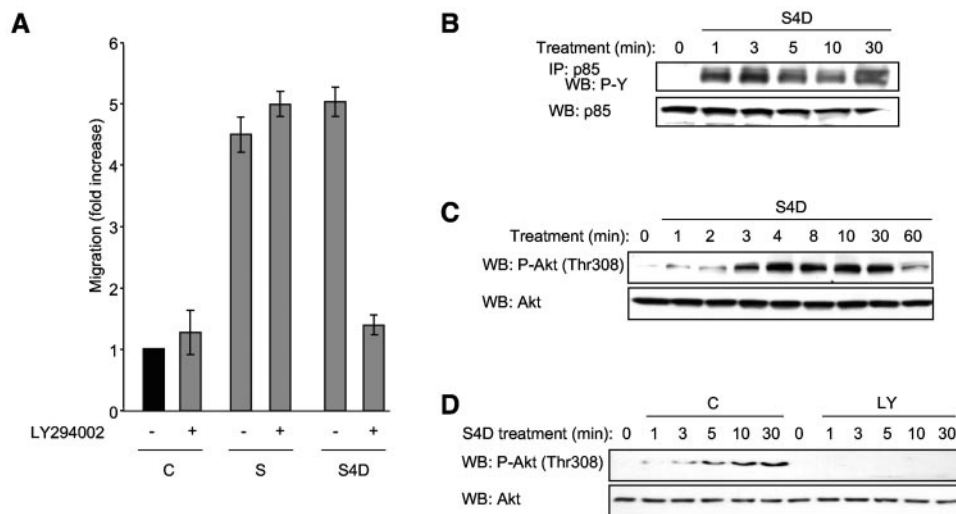 A
Migration (fold increase)
6
5
4
3
2
1
0
LY294002
- + - + - +
C S S4D
B
S4D
Treatment (min): 0 1 3 5 10 30
IP: p85
WB: P-Y
WB: p85
C
S4D
Treatment (min): 0 1 2 3 4 8 10 30 60
WB: P-Akt (Thr308)
WB: Akt
D
C LY
S4D treatment (min): 0 1 3 5 10 30 0 1 3 5 10 30
WB: P-Akt (Thr308)
WB: Akt